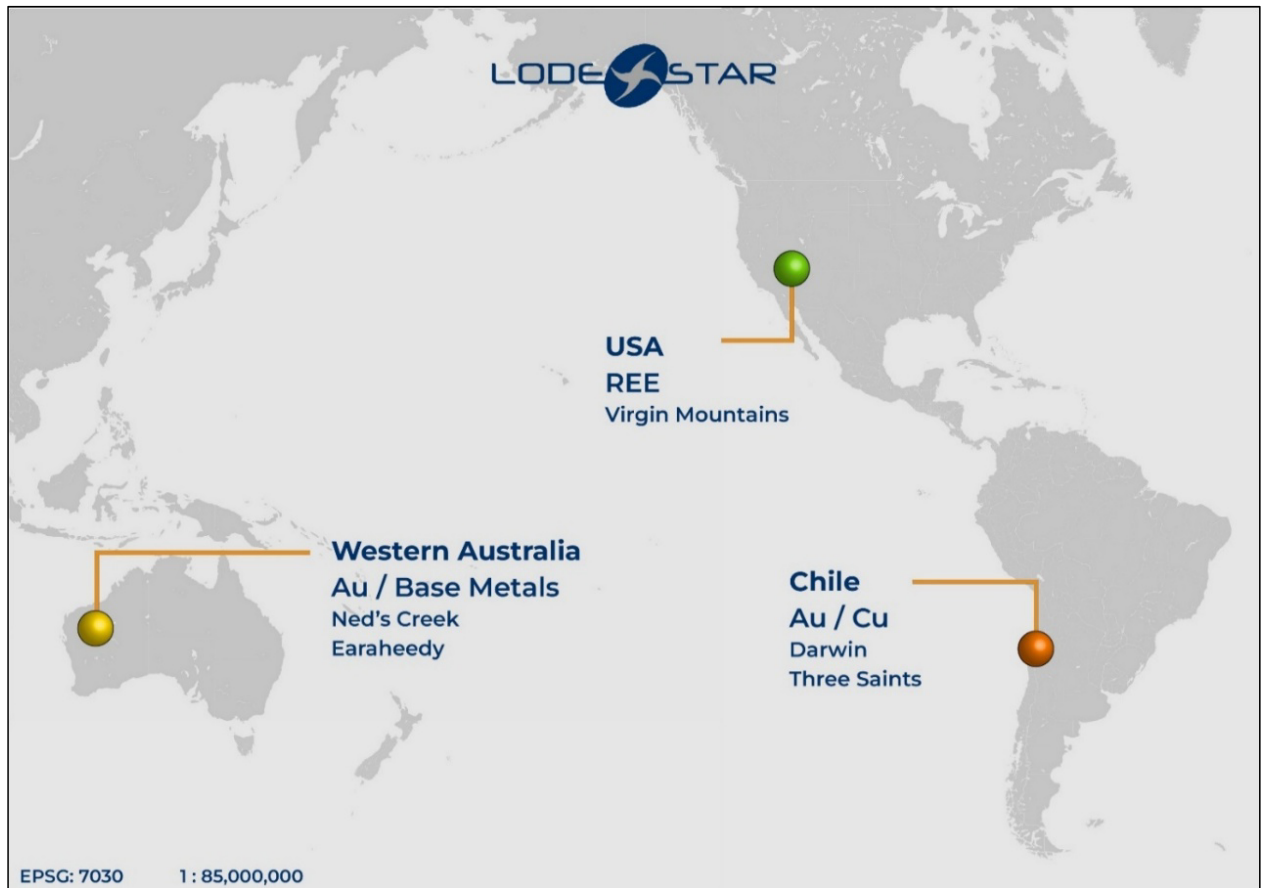 LODESTAR
USA
REE
Virgin Mountains
Western Australia
Au / Base Metals
Ned's Creek
Earaheedy
Chile
Au / Cu
Darwin
Three Saints
EPSG: 7030 1 : 85,000,000